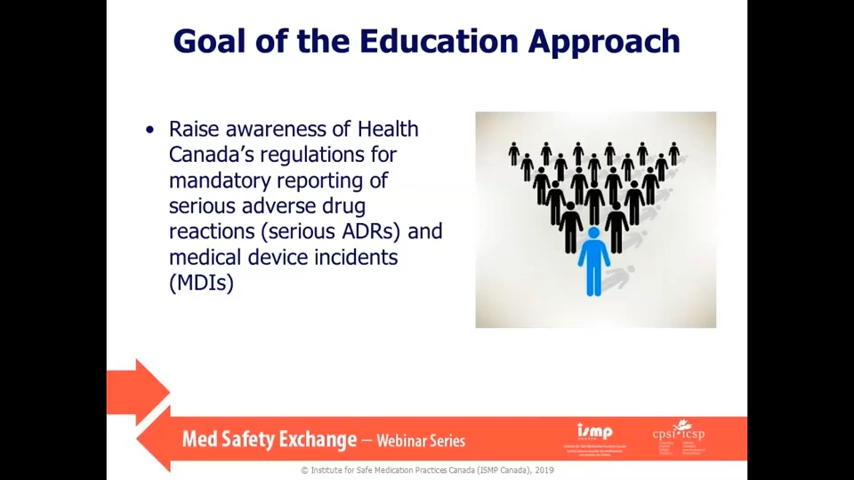 Goal of the Education Approach
• Raise awareness of Health
Canada's regulations for
mandatory reporting of
serious adverse drug
reactions (serious ADRs) and
medical device incidents
(MDIs)
Med Safety Exchange – Webinar Series
ismp
CANADA
cpsi icsp
© Institute for Safe Medication Practices Canada (ISMP Canada), 2019